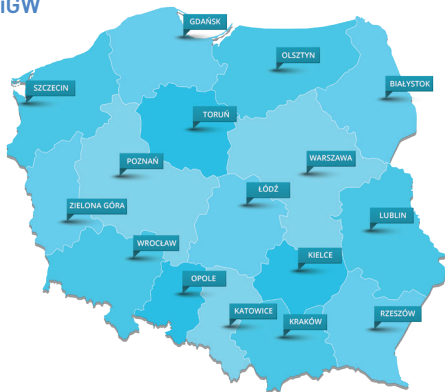 iGW
GDAŃSK
OLSZTYN
BIAŁYSTOK
SZCZECIN
TORUŃ
WARSZAWA
POZNAŃ
ŁÓDŹ
ZIELONA GÓRA
LUBLIN
WROCŁAW
KIELCE
OPOLE
KATOWICE
KRAKÓW
RZESZÓW